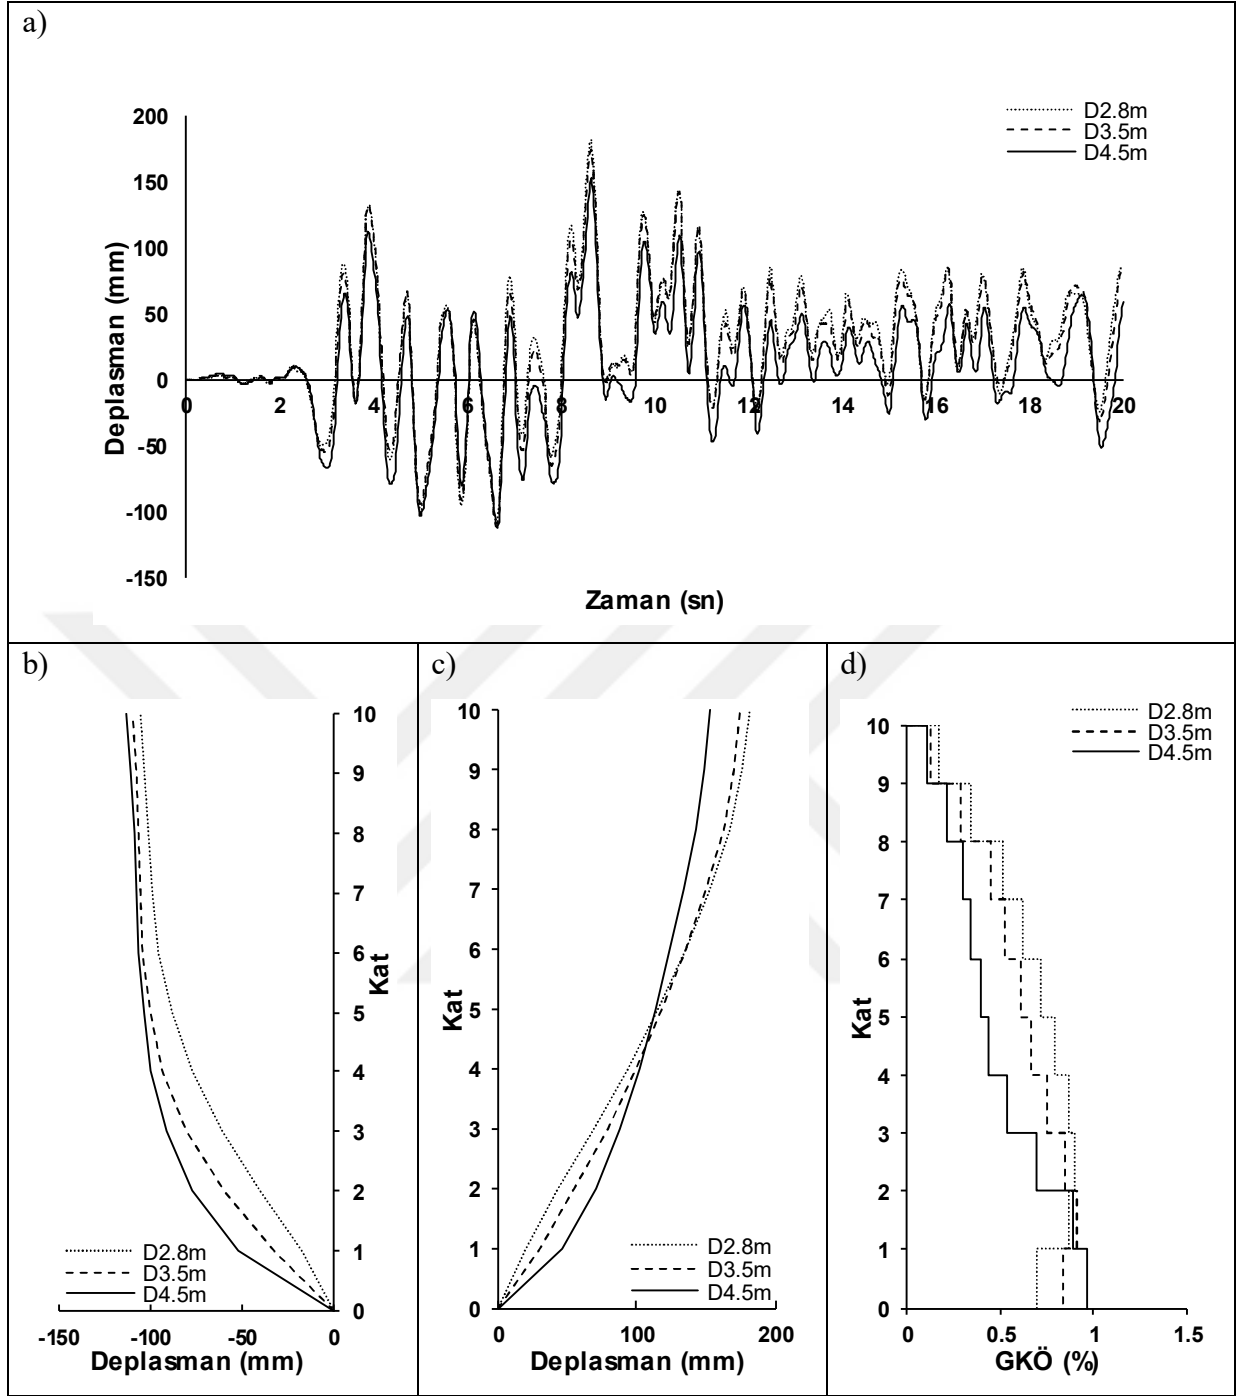 a)
200
150
100
50
0
-50
-100
-150
Deplasman (mm)
0 2 4 6 8 10 12 14 16 18 20
Zaman (sn)
D2.8m
D3.5m
D4.5m
b)
10
9
8
7
6
5
4
3
2
1
0
Kat
D2.8m
D3.5m
D4.5m
-150 -100 -50 0
Deplasman (mm)
c)
10
9
8
7
6
5
4
3
2
1
0
Kat
D2.8m
D3.5m
D4.5m
0 100 200
Deplasman (mm)
d)
D2.8m
D3.5m
D4.5m
10
9
8
7
6
5
4
3
2
1
0
Kat
0 0.5 1 1.5
GKÖ (%)